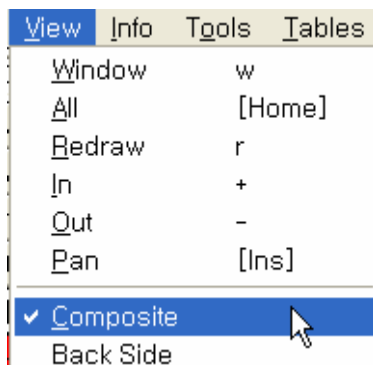 View Info Tools Tables
Window w
All [Home]
Redraw r
In +
Out -
Pan [Ins]
✓ Composite
Back Side